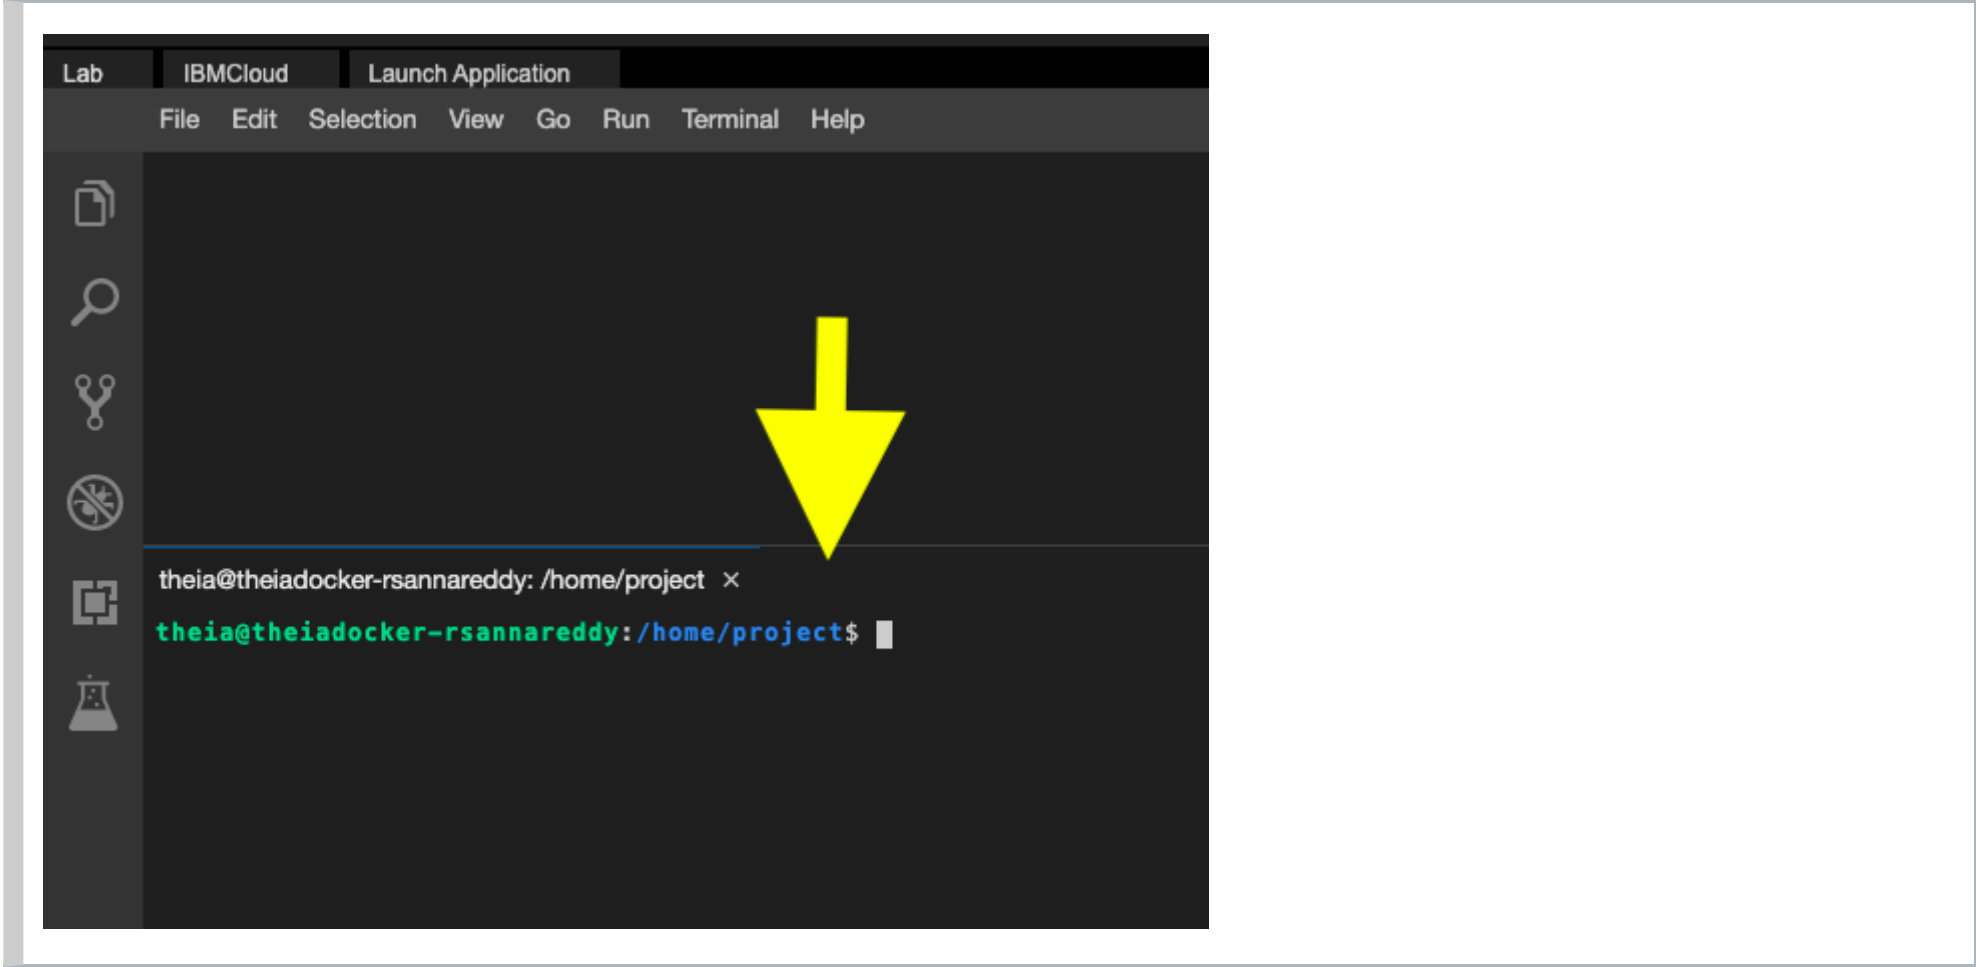 Lab IBMCloud Launch Application
File Edit Selection View Go Run Terminal Help
theia@theiadocker-rsannareddy: /home/project ×
theia@theiadocker-rsannareddy:/home/project$